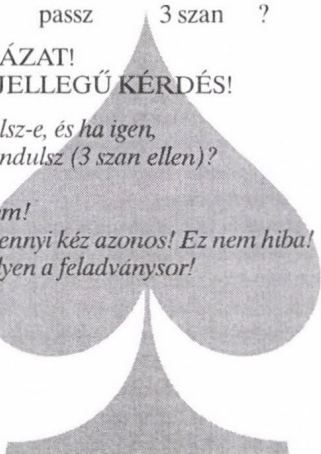 passz 3 szan ?
ÁZAT!
JELLEGŰ KÉRDÉS!
lsz-e, és ha igen,
ndulsz (3 szan ellen)?
em!
ennyi kéz azonos! Ez nem hiba!
lyen a feladványsor!